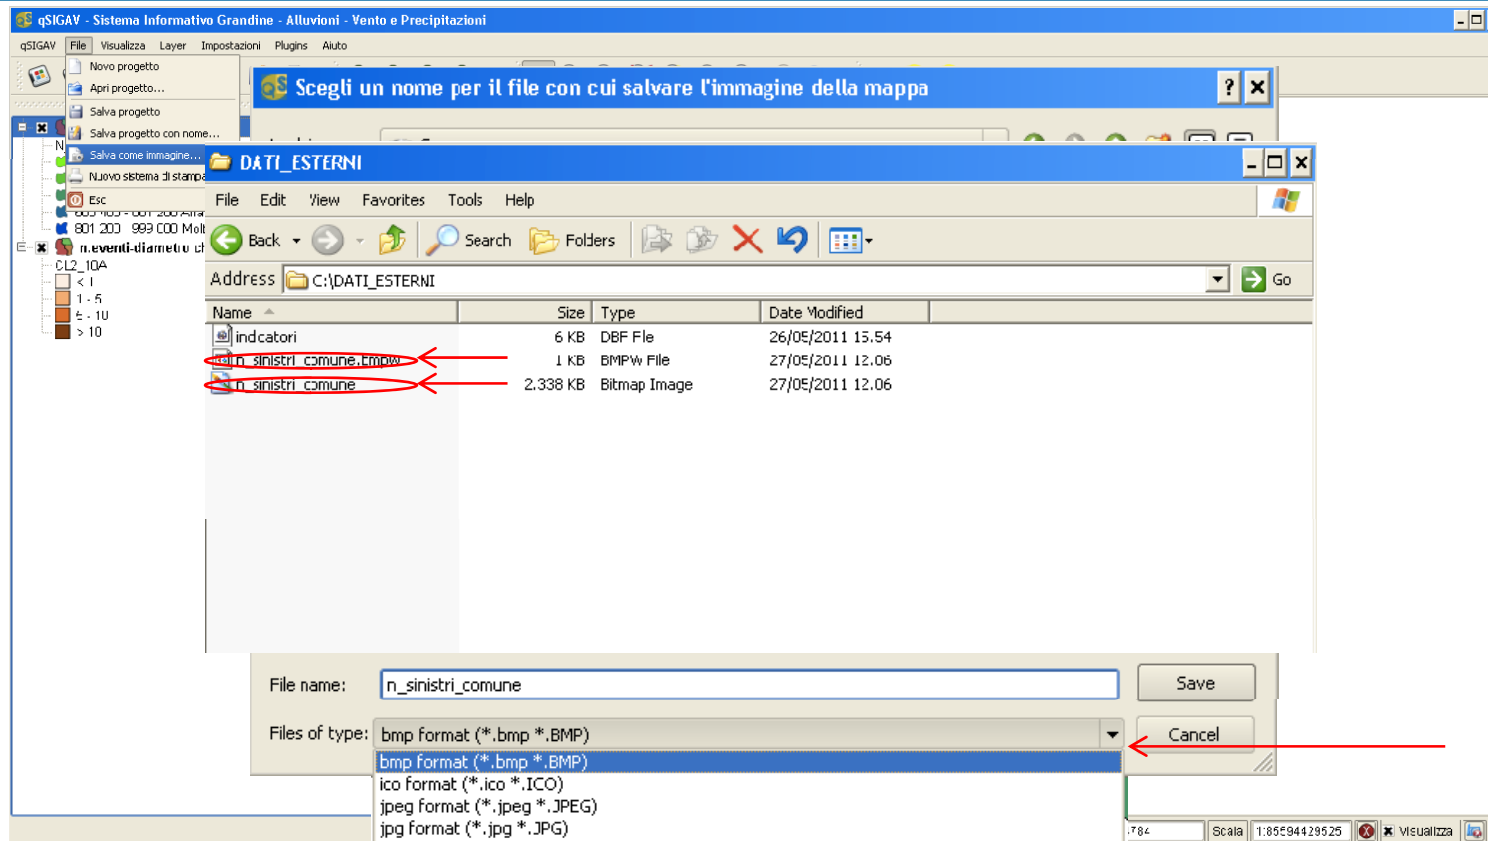 qSIGAV - Sistema Informativo Grandine - Alluvioni - Vento e Precipitazioni
qSIGAV File Visualizza Layer Impostazioni Plugins Aiuto
Novo progetto
Apri progetto...
Salva progetto
Salva progetto con nome...
Salva come immagine...
Nuovo sistema di stampa
Esc
801 200 - 999 000 Molt
n.eventi-diametro ch
CL2_10A
< 1
1 - 5
6 - 10
> 10
Scegli un nome per il file con cui salvare l'immagine della mappa
DATI_ESTERNI
File Edit View Favorites Tools Help
Back Search Folders
Address C:\DATI_ESTERNI Go
Name Size Type Date Modified
indicatori 6 KB DBF File 26/05/2011 15.54
n_sinistri_comune.bmpw 1 KB BMPW File 27/05/2011 12.06
n_sinistri_comune 2.338 KB Bitmap Image 27/05/2011 12.06
File name: n_sinistri_comune Save
Files of type: bmp format (*.bmp *.BMP) Cancel
bmp format (*.bmp *.BMP)
ico format (*.ico *.ICO)
jpeg format (*.jpeg *.JPEG)
jpg format (*.jpg *.JPG)
.784 Scala 1:85594429525 Visualizza